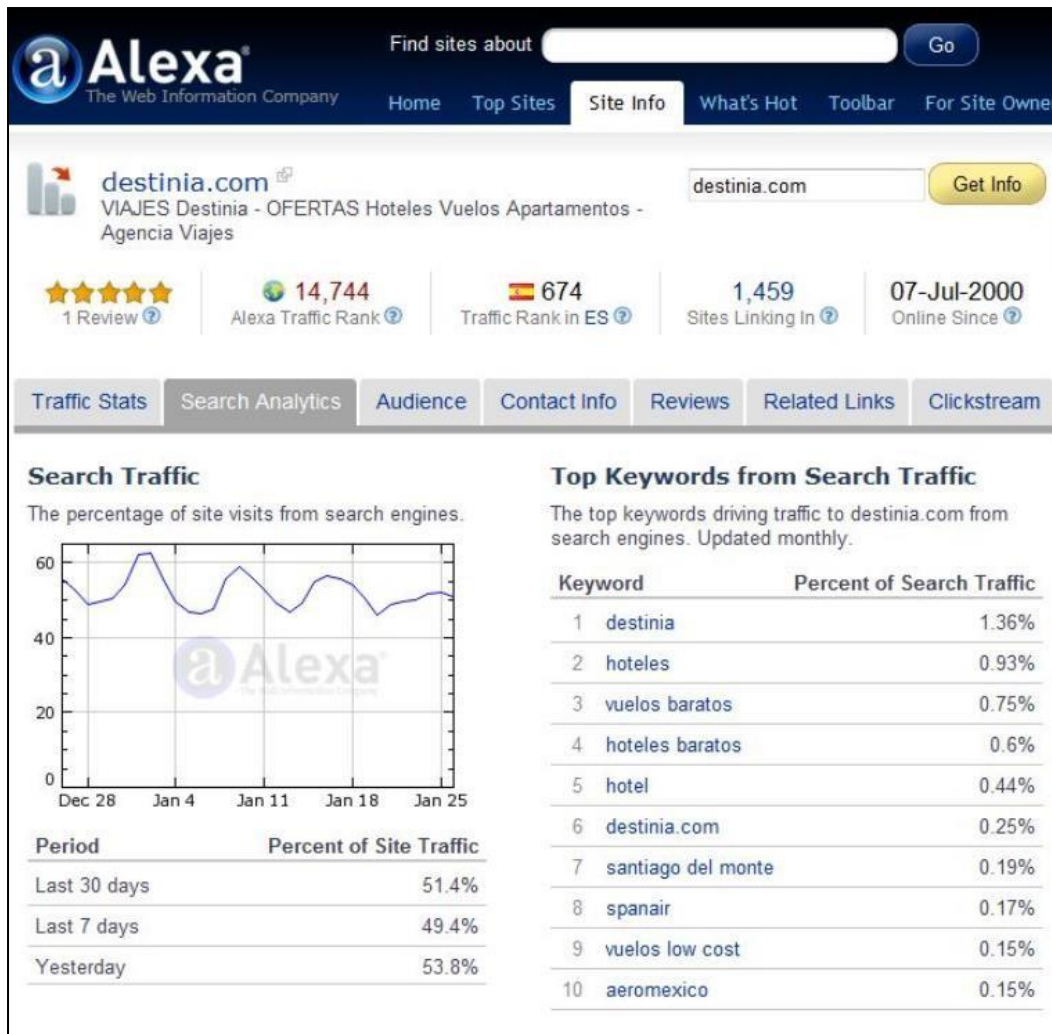 Alexa®
The Web Information Company
Find sites about
Go
Home Top Sites Site Info What's Hot Toolbar For Site Owne
destinia.com
VIAJES Destinia - OFERTAS Hoteles Vuelos Apartamentos -
Agencia Viajes
destinia.com
Get Info
1 Review
14,744
Alexa Traffic Rank
674
Traffic Rank in ES
1,459
Sites Linking In
07-Jul-2000
Online Since
Traffic Stats Search Analytics Audience Contact Info Reviews Related Links Clickstream
Search Traffic
The percentage of site visits from search engines.
60
40
20
0
Alexa
The Web Information Company
Dec 28 Jan 4 Jan 11 Jan 18 Jan 25
Period Percent of Site Traffic
Last 30 days 51.4%
Last 7 days 49.4%
Yesterday 53.8%
Top Keywords from Search Traffic
The top keywords driving traffic to destinia.com from
search engines. Updated monthly.
Keyword Percent of Search Traffic
1 destinia 1.36%
2 hoteles 0.93%
3 vuelos baratos 0.75%
4 hoteles baratos 0.6%
5 hotel 0.44%
6 destinia.com 0.25%
7 santiago del monte 0.19%
8 spanair 0.17%
9 vuelos low cost 0.15%
10 aeromexico 0.15%